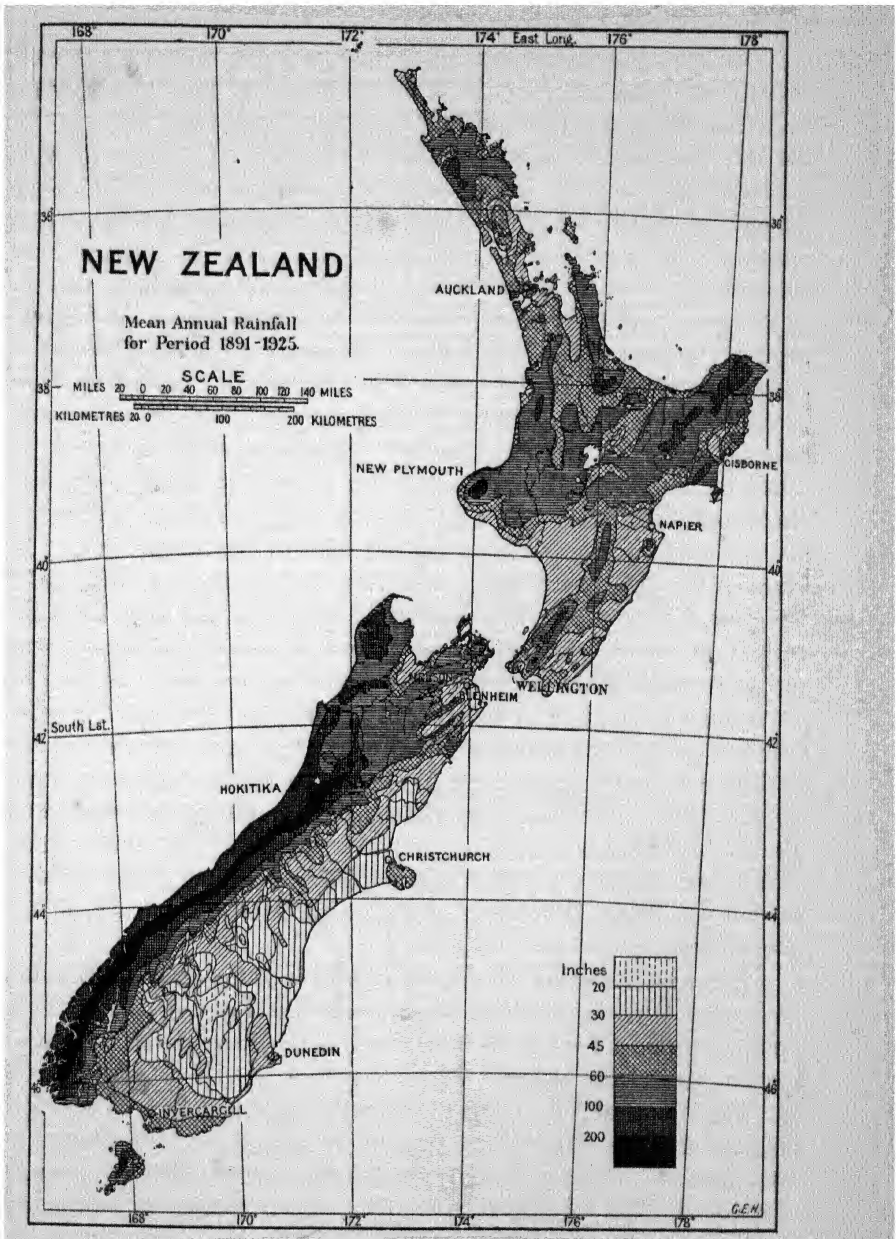 168° 170° 172° 174° East Long. 176° 178°
36° 36°
NEW ZEALAND
AUCKLAND
Mean Annual Rainfall
for Period 1891-1925.
SCALE
MILES 20 0 20 40 60 80 100 120 140 MILES
38° 38°
KILOMETRES 20 0 100 200 KILOMETRES
NEW PLYMOUTH
GISBORNE
NAPIER
40 40
NELSON
WELLINGTON
BLENHEIM
South Lat.
42 42
HOKITIKA
CHRISTCHURCH
44 44
Inches
20
30
45
DUNEDIN
60
46 46
100
INVERCARGILL
200
G.E.H.
168° 170° 172° 174° 176° 178°